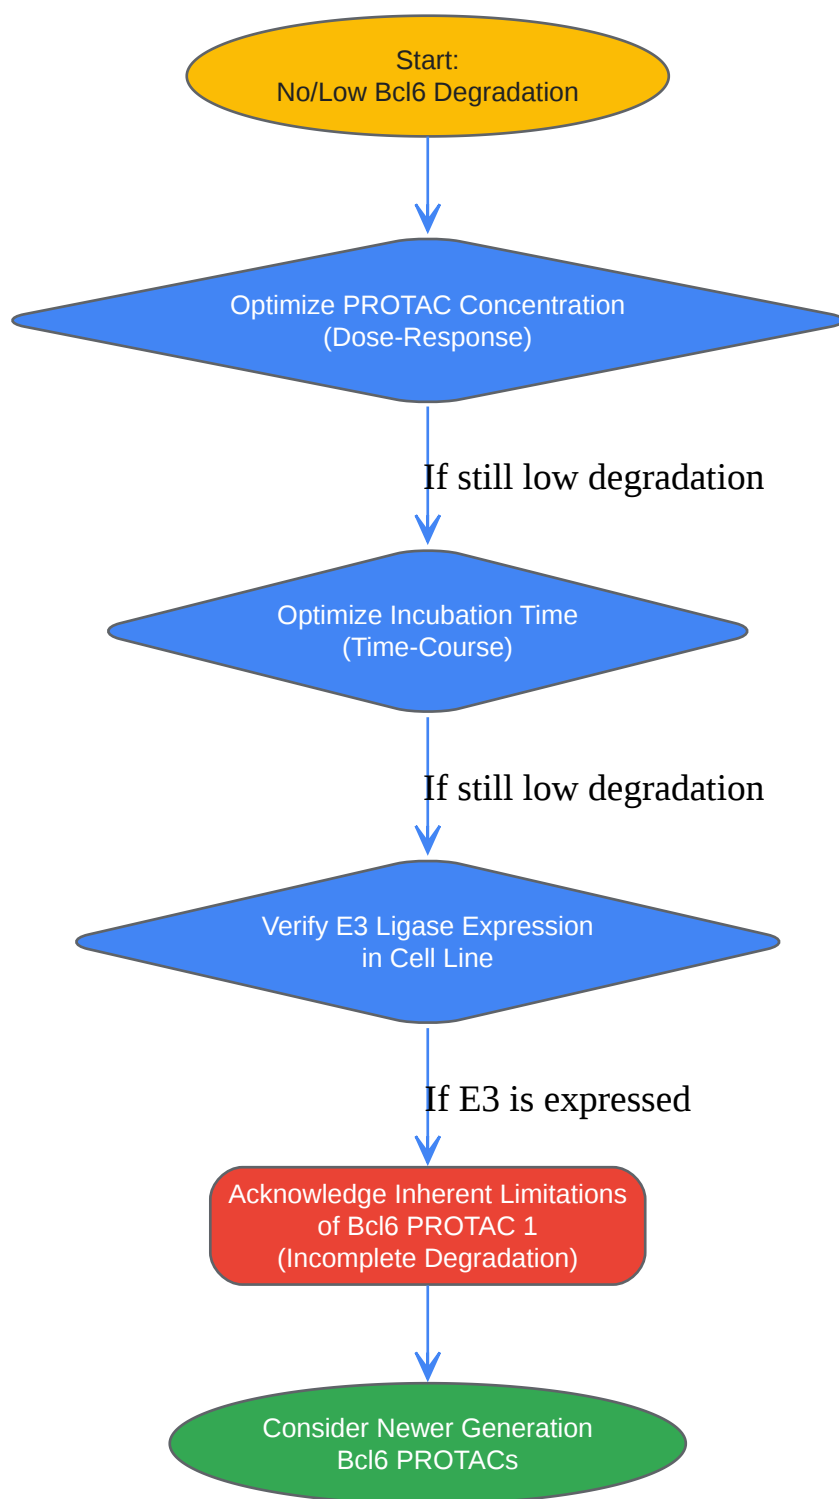 Start:
No/Low Bcl6 Degradation
Optimize PROTAC Concentration
(Dose-Response)
If still low degradation
Optimize Incubation Time
(Time-Course)
If still low degradation
Verify E3 Ligase Expression
in Cell Line
If E3 is expressed
Acknowledge Inherent Limitations
of Bcl6 PROTAC 1
(Incomplete Degradation)
Consider Newer Generation
Bcl6 PROTACs